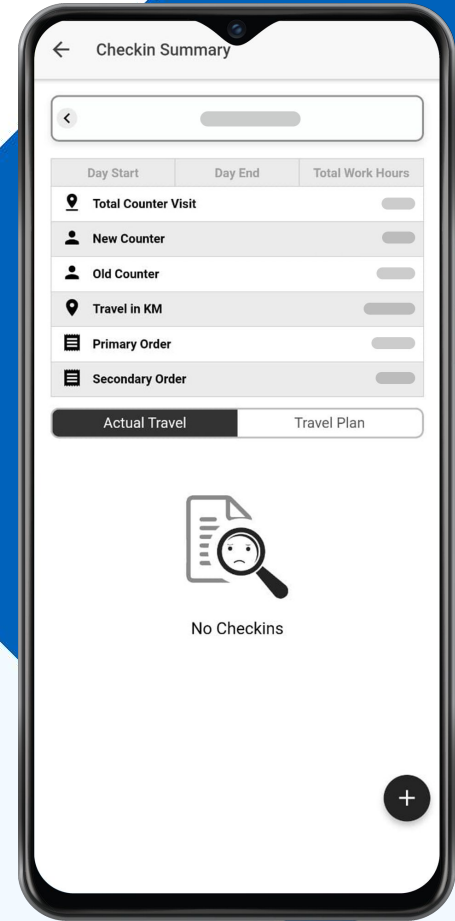 Checkin Summary
Day Start Day End Total Work Hours
Total Counter Visit
New Counter
Old Counter
Travel in KM
Primary Order
Secondary Order
Actual Travel Travel Plan
No Checkins